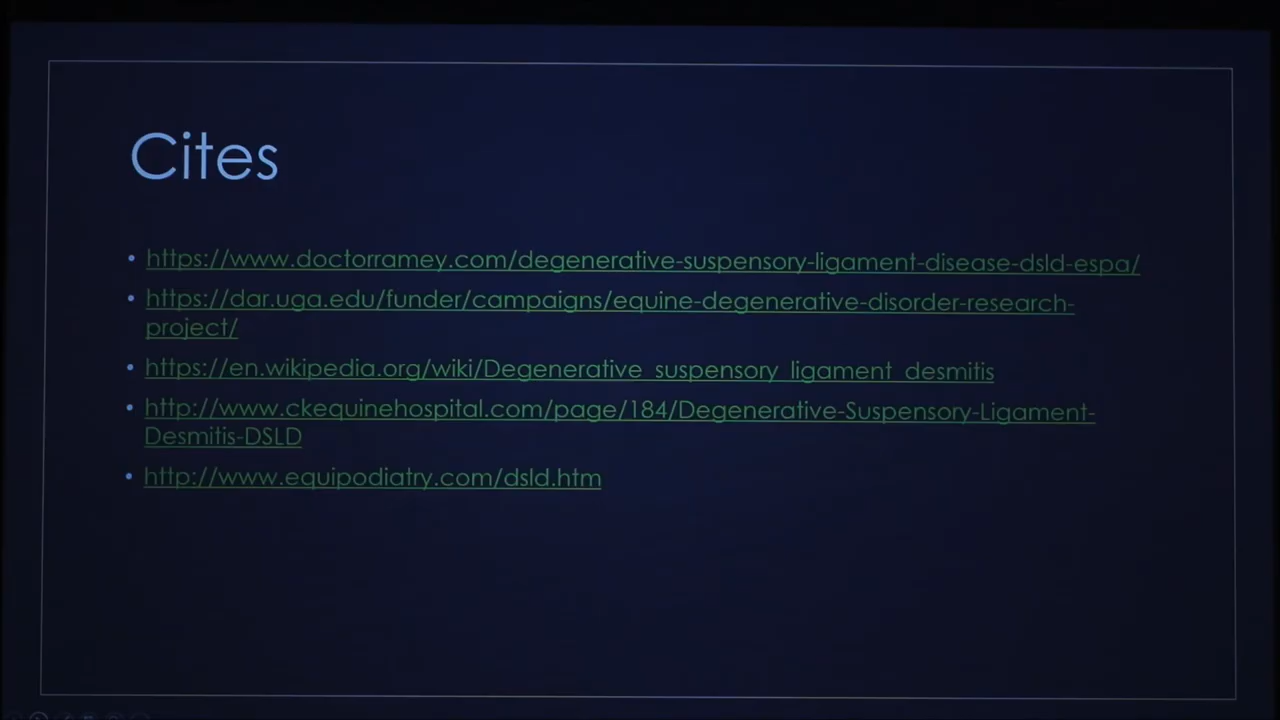 Cites
• https://www.doctorramey.com/degenerative-suspensory-ligament-disease-dsld-espa/
• https://dar.uga.edu/funder/campaigns/equine-degenerative-disorder-research-
project/
• https://en.wikipedia.org/wiki/Degenerative_suspensory_ligament_desmitis
• http://www.ckequinehospital.com/page/184/Degenerative-Suspensory-Ligament-
Desmitis-DSLD
• http://www.equipodiatry.com/dsld.htm